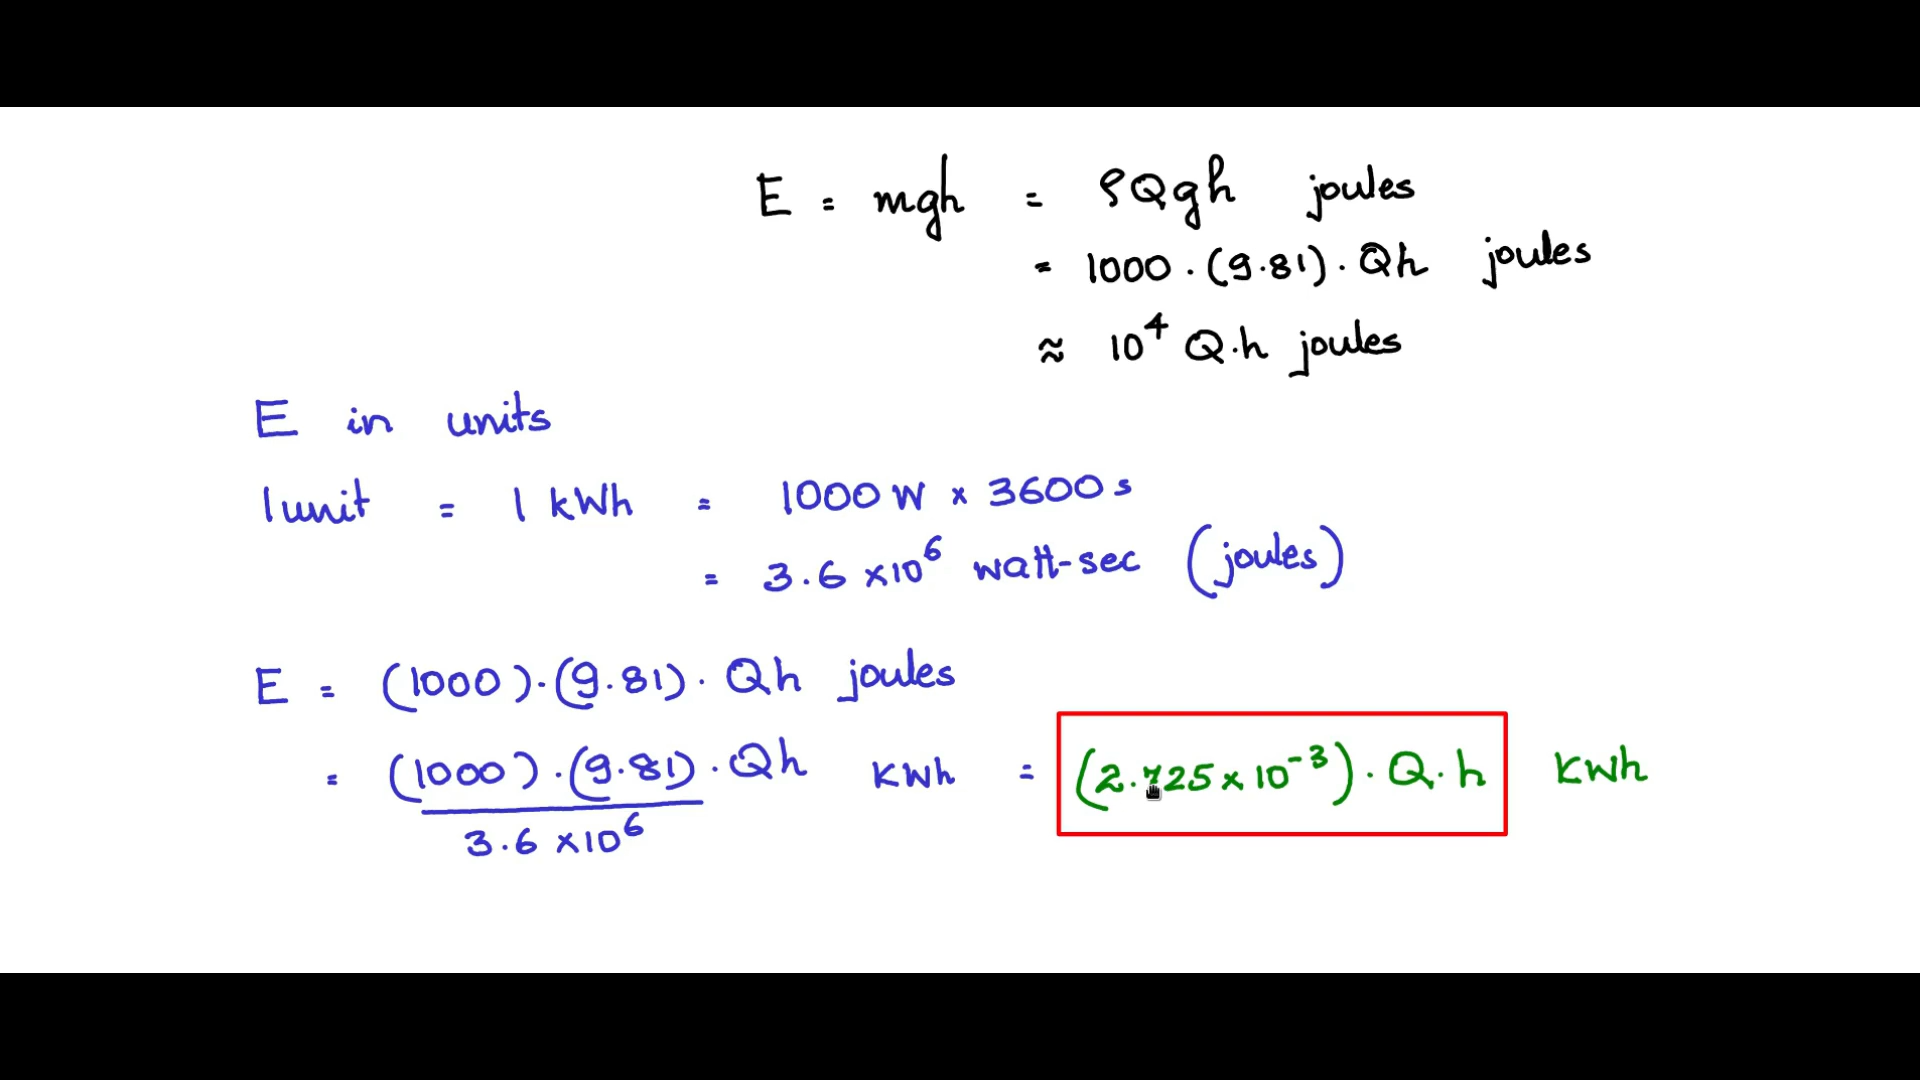 E = mgh = ρQgh joules
= 1000 · (9.81) · Qh joules
≈ 10⁴ Q·h joules
E in units
1 unit = 1 kWh = 1000 W × 3600 s
= 3.6 ×10⁶ watt-sec (joules)
E = (1000)·(9.81) · Qh joules
= (1000)·(9.81) · Qh / 3.6 ×10⁶ KWh = (2.725 × 10⁻³) · Q · h KWh